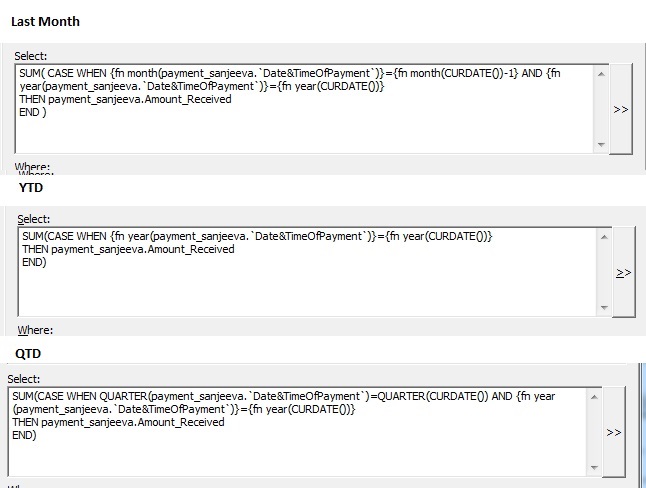 Last Month
Select:
SUM( CASE WHEN {fn month(payment_sanjeeva.`Date&TimeOfPayment`)}={fn month(CURDATE())-1} AND {fn
year(payment_sanjeeva.`Date&TimeOfPayment`)}={fn year(CURDATE())}
THEN payment_sanjeeva.Amount_Received
END )
>>
Where:
Where:
YTD
Select:
SUM(CASE WHEN {fn year(payment_sanjeeva.`Date&TimeOfPayment`)}={fn year(CURDATE())}
THEN payment_sanjeeva.Amount_Received
END)
>>
Where:
QTD
Select:
SUM(CASE WHEN QUARTER(payment_sanjeeva.`Date&TimeOfPayment`)=QUARTER(CURDATE()) AND {fn year
(payment_sanjeeva.`Date&TimeOfPayment`)}={fn year(CURDATE())}
THEN payment_sanjeeva.Amount_Received
END)
>>